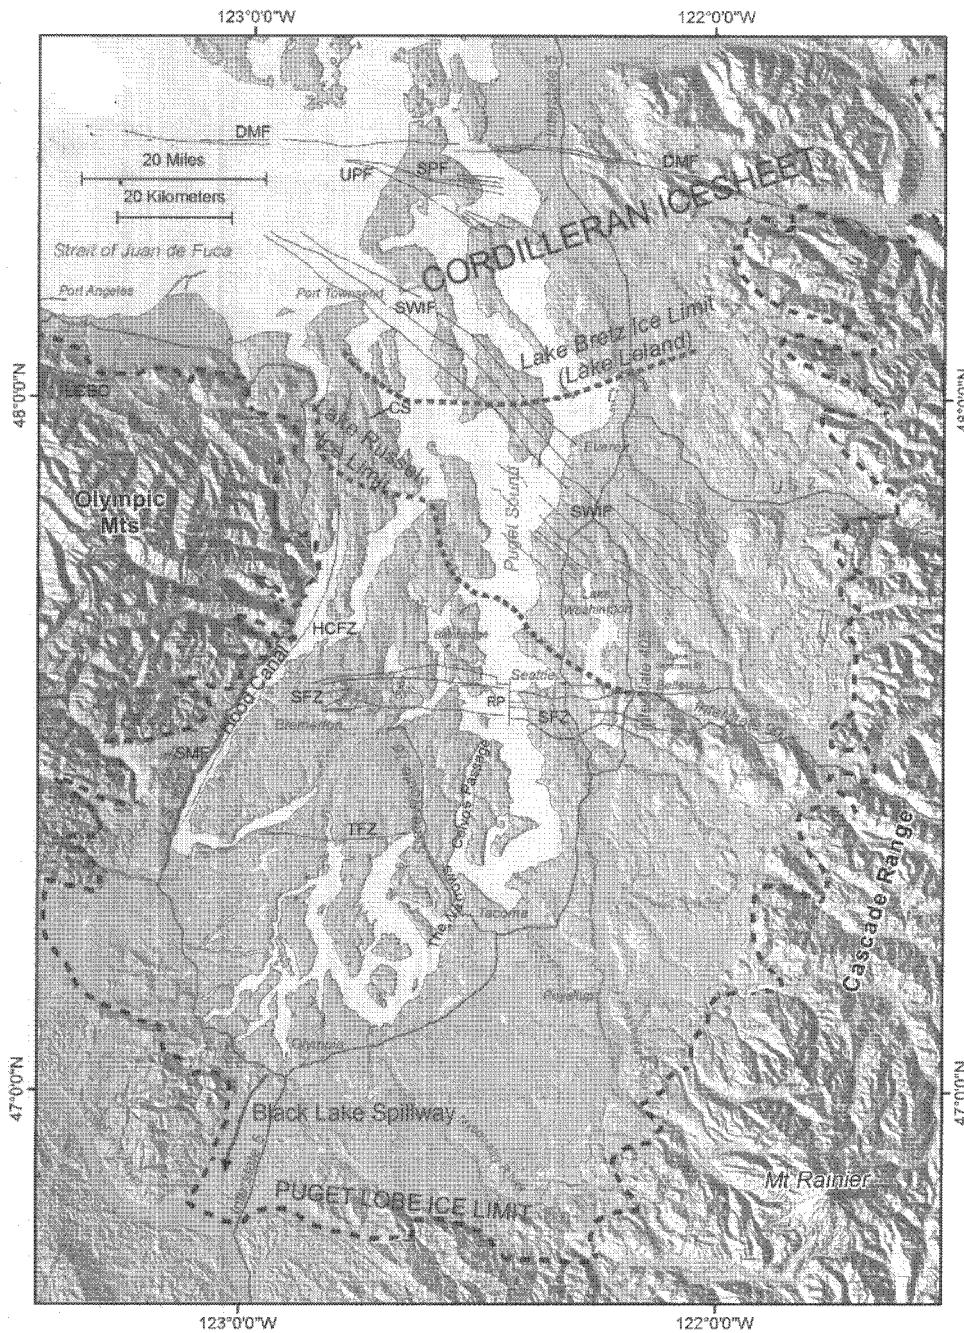 123°0'0"W
122°0'0"W
DMF
20 Miles
DMF
SPF
UPF
20 Kilometers
CORDILLERAN ICESHEET
Strait of Juan de Fuca
Port Angeles
Port Townsend
SWIF
Lake Bretz Ice Limit
(Lake Leland)
48°0'0"N
48°0'0"N
CS
Lake Russell
Ice Limit
Everett
Puget Sound
Olympic
Mts
SWIF
Lake
Washington
HCFZ
Hood Canal
Seattle
SFZ
RP
SFZ
Bremerton
SMF
Colvos Passage
TFZ
The Narrows
Tacoma
Cascade Range
Puyallup
Olympia
47°0'0"N
47°0'0"N
Black Lake Spillway
Mt Rainier
PUGET LOBE ICE LIMIT
123°0'0"W
122°0'0"W